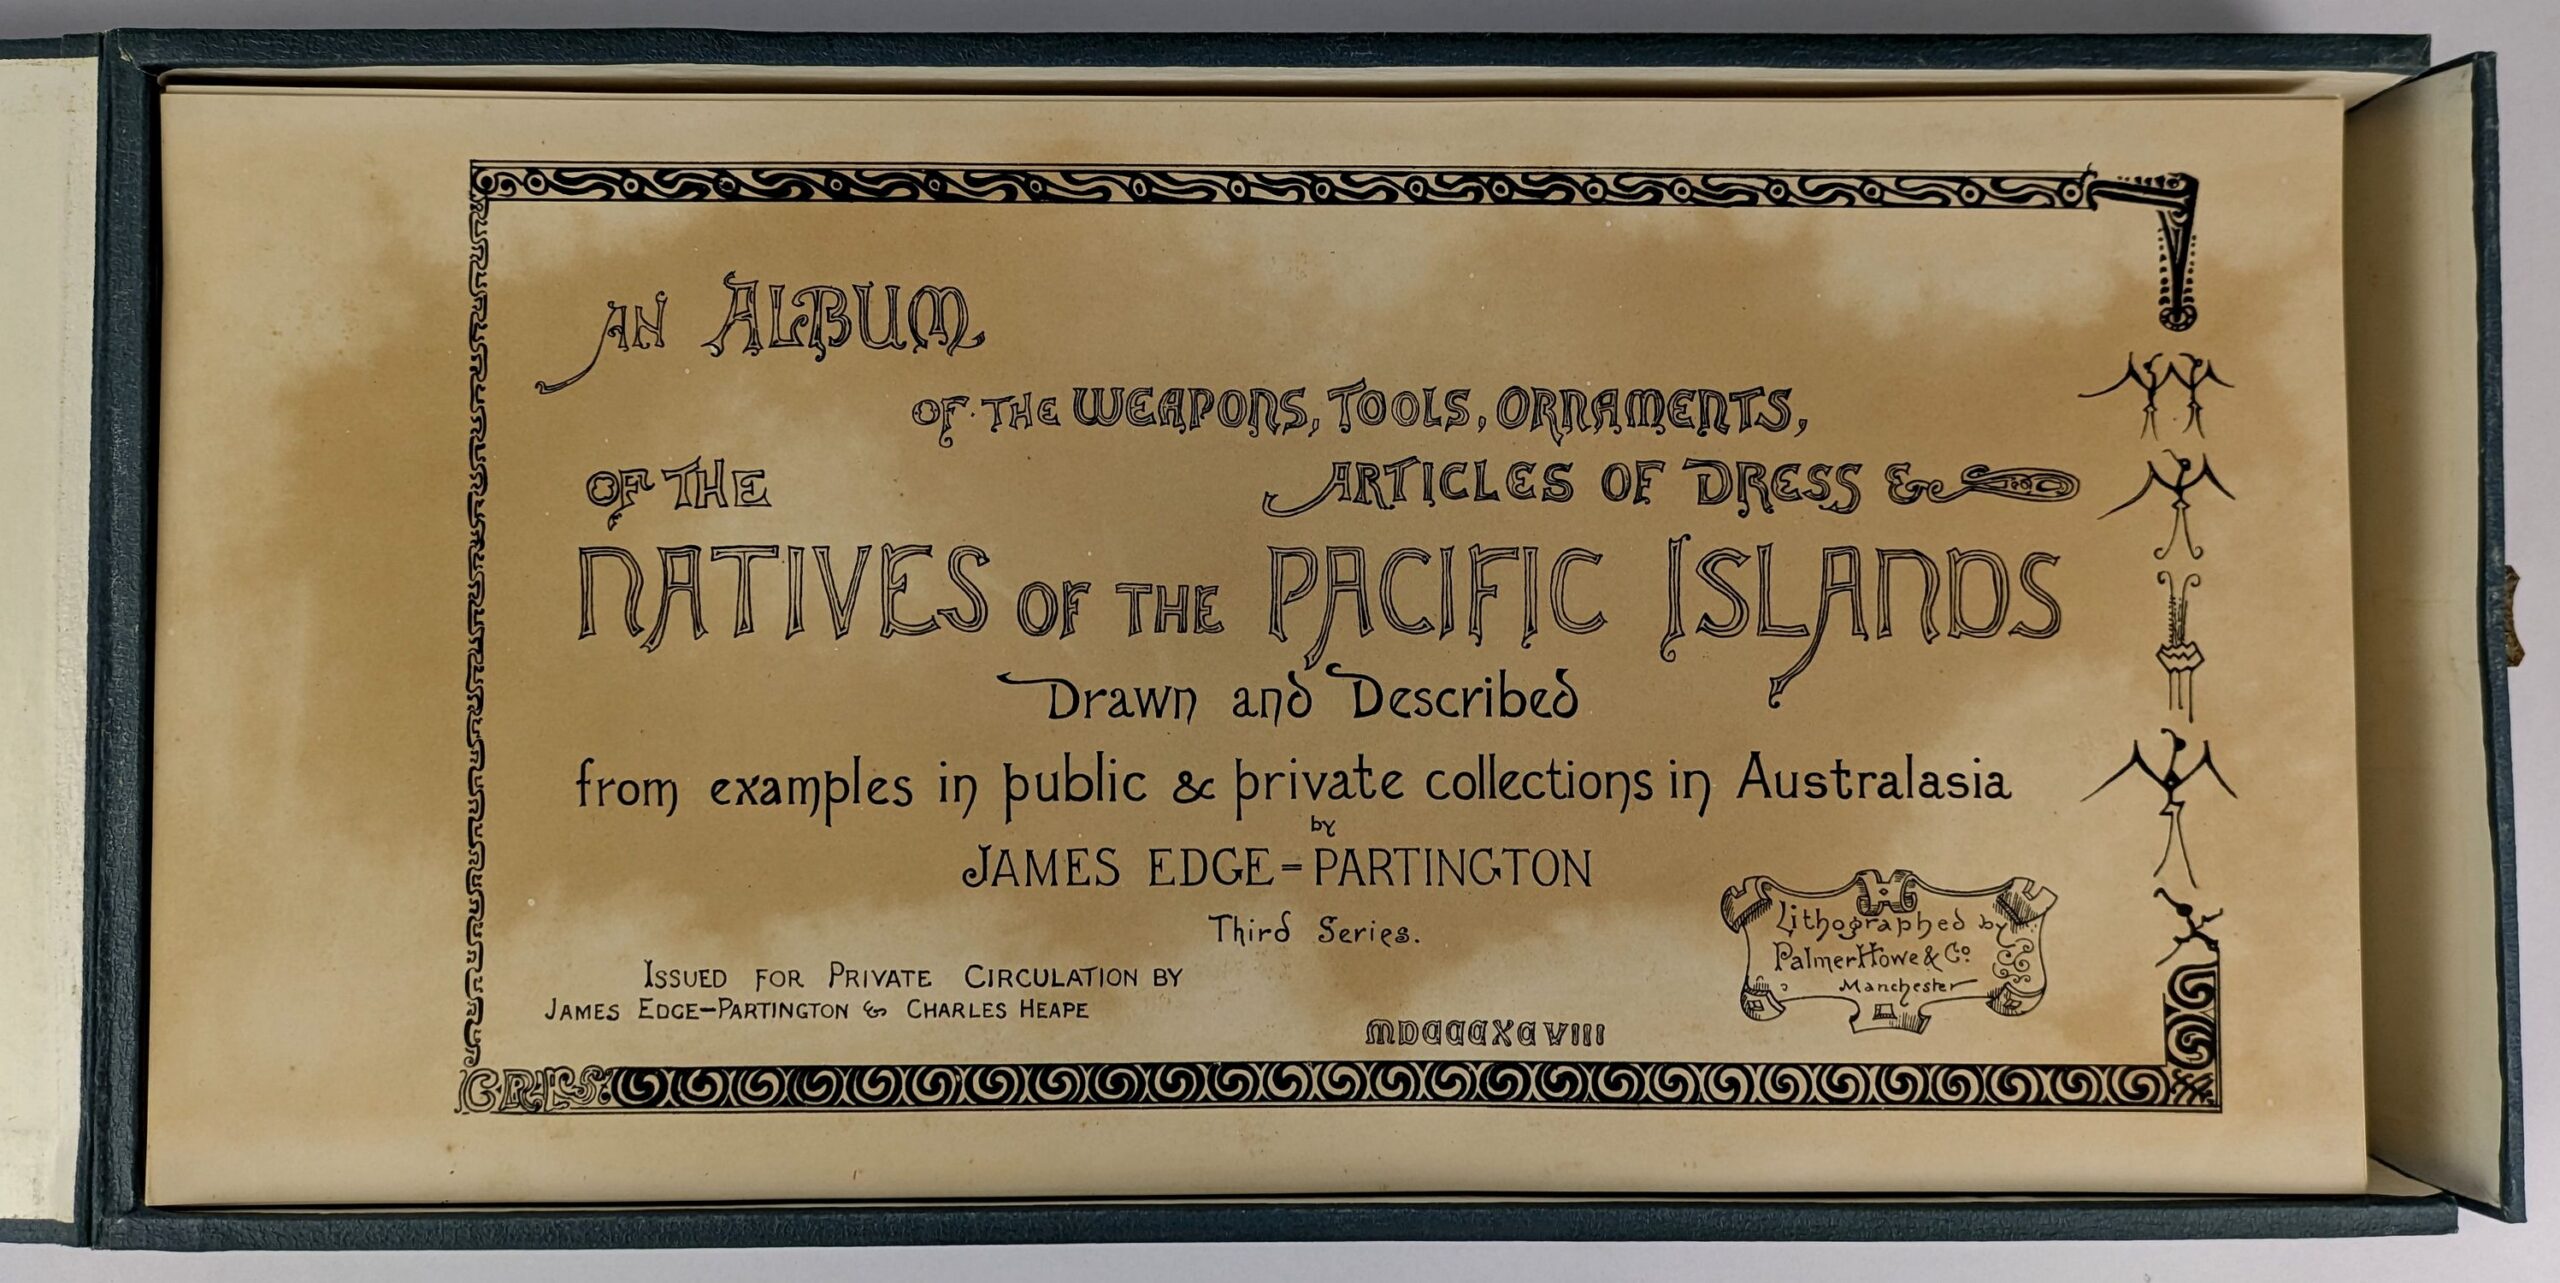 AN ALBUM
OF THE WEAPONS, TOOLS, ORNAMENTS,
ARTICLES OF DRESS &
OF THE
NATIVES OF THE PACIFIC ISLANDS
Drawn and Described
from examples in public & private collections in Australasia
by
JAMES EDGE-PARTINGTON
Third Series.
ISSUED FOR PRIVATE CIRCULATION BY
JAMES EDGE-PARTINGTON & CHARLES HEAPE
MDCCCXCVIII
Lithographed by
Palmer Howe & Co.
Manchester